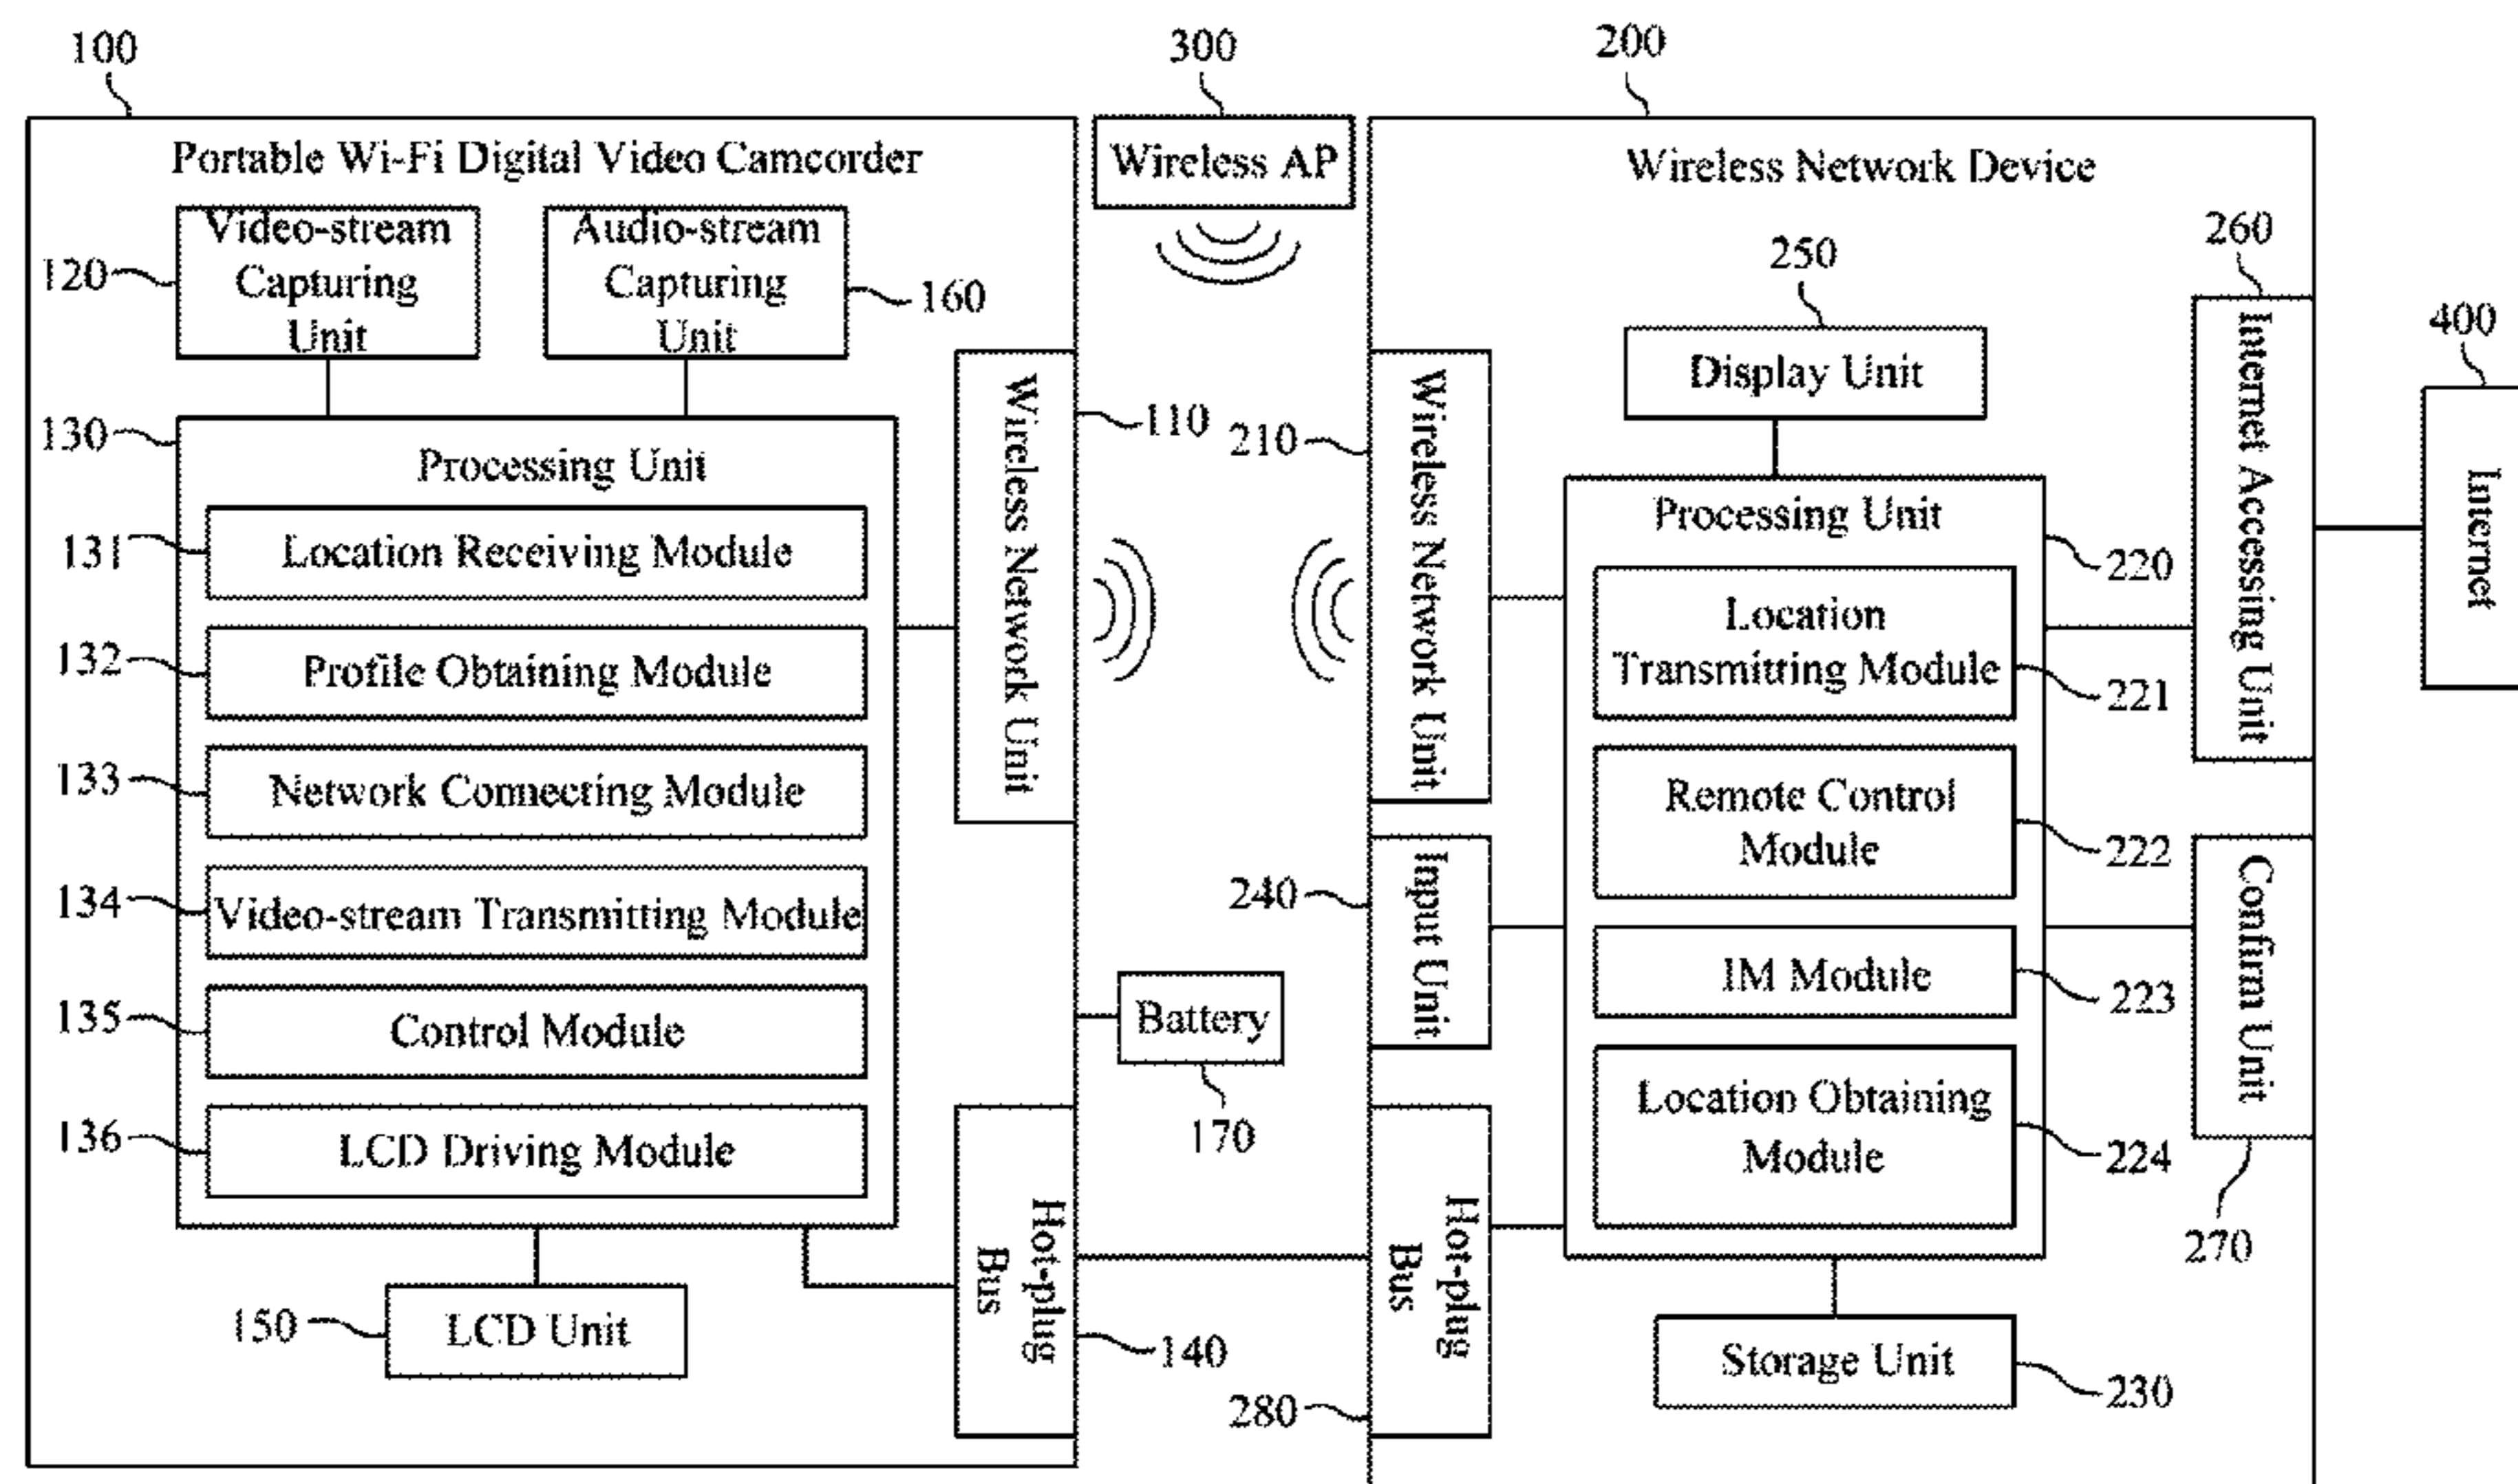 100
300
200
Portable Wi-Fi Digital Video Camcorder
Wireless AP
Wireless Network Device
Video-stream
Capturing
Unit
120
Audio-stream
Capturing
Unit
160
130
Processing Unit
131
Location Receiving Module
132
Profile Obtaining Module
133
Network Connecting Module
134
Video-stream Transmitting Module
135
Control Module
136
LCD Driving Module
150
LCD Unit
Wireless Network Unit
110
Battery
170
Hot-plug
Bus
140
210
Wireless Network Unit
240
Input Unit
Hot-plug
Bus
280
250
Display Unit
Processing Unit
220
Location
Transmitting Module
221
Remote Control
Module
222
IM Module
223
Location Obtaining
Module
224
Storage Unit
230
260
Internet Accessing Unit
Confirm Unit
270
400
Internet